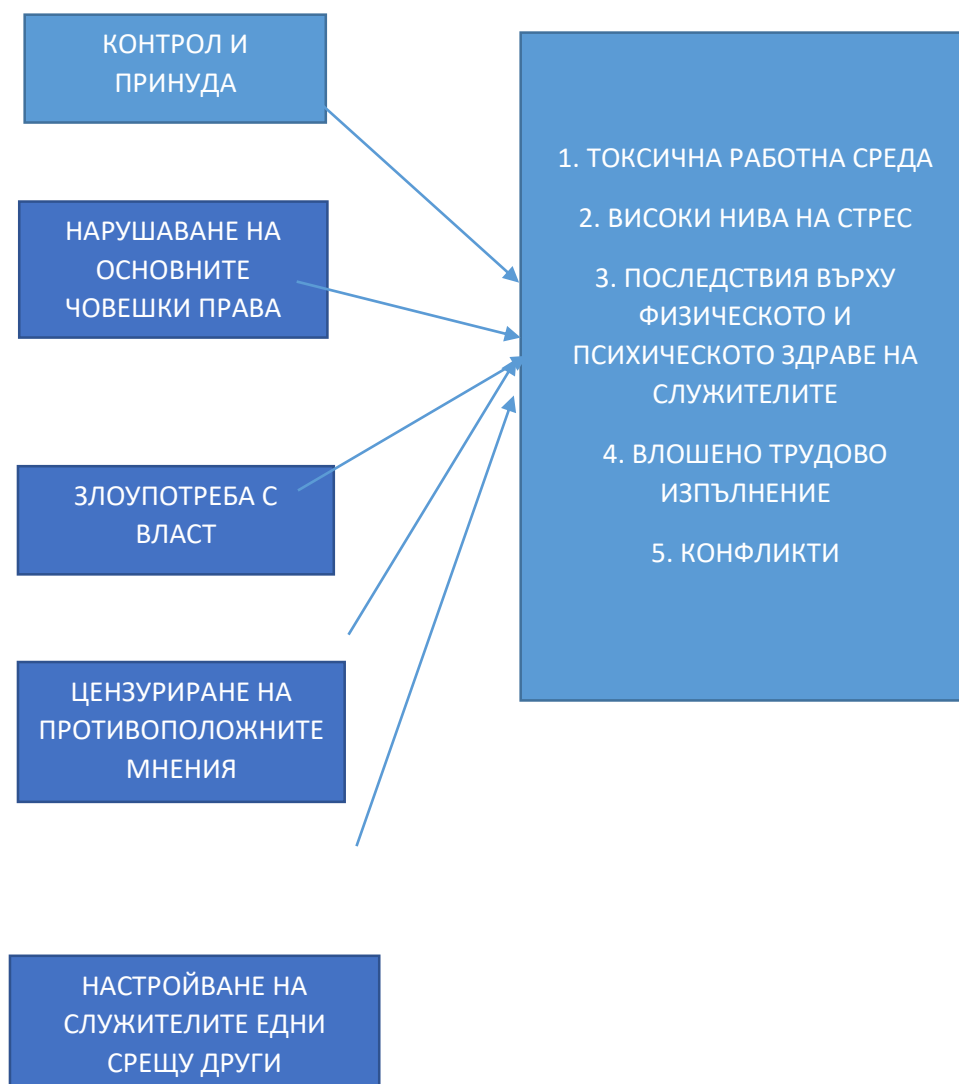 КОНТРОЛ И
ПРИНУДА
НАРУШАВАНЕ НА
ОСНОВНИТЕ
ЧОВЕШКИ ПРАВА
ЗЛОУПОТРЕБА С
ВЛАСТ
ЦЕНЗУРИРАНЕ НА
ПРОТИВОПОЛОЖНИТЕ
МНЕНИЯ
НАСТРОЙВАНЕ НА
СЛУЖИТЕЛИТЕ ЕДНИ
СРЕЩУ ДРУГИ
1. ТОКСИЧНА РАБОТНА СРЕДА
2. ВИСОКИ НИВА НА СТРЕС
3. ПОСЛЕДСТВИЯ ВЪРХУ
ФИЗИЧЕСКОТО И
ПСИХИЧЕСКОТО ЗДРАВЕ НА
СЛУЖИТЕЛИТЕ
4. ВЛОШЕНО ТРУДОВО
ИЗПЪЛНЕНИЕ
5. КОНФЛИКТИ